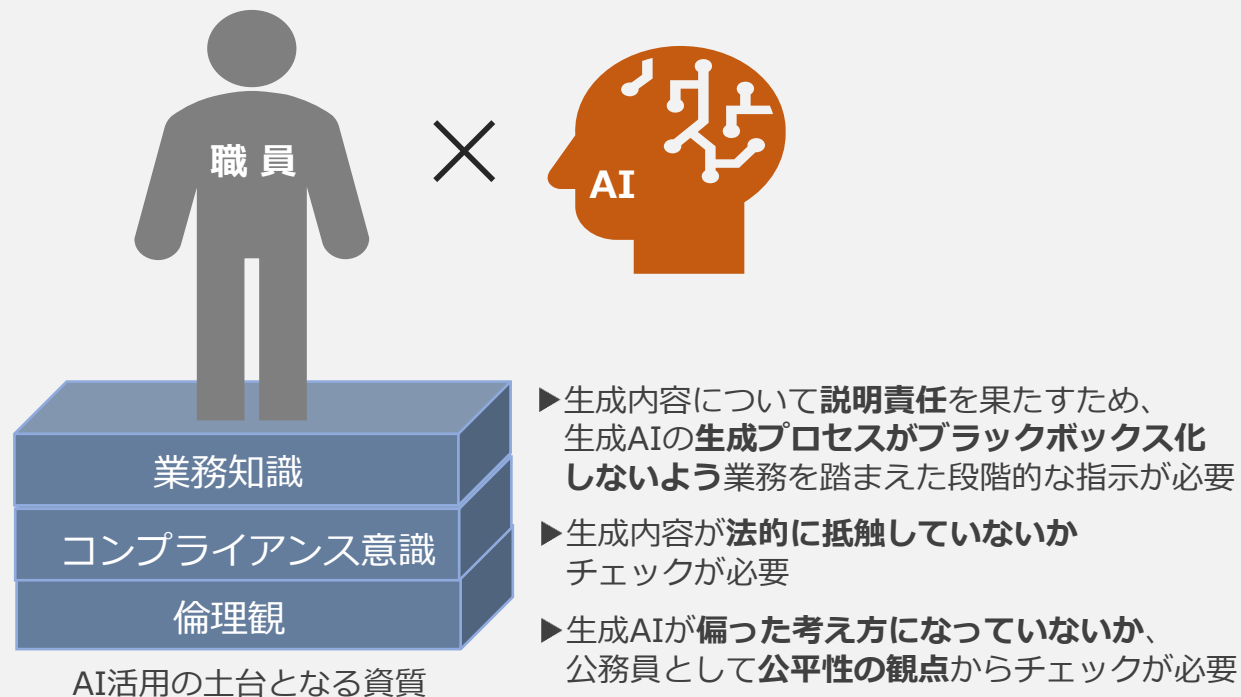 職 員
AI
業務知識
コンプライアンス意識
倫理観
AI活用の土台となる資質
▶生成内容について説明責任を果たすため、
生成AIの生成プロセスがブラックボックス化
しないよう業務を踏まえた段階的な指示が必要
▶生成内容が法的に抵触していないか
チェックが必要
▶生成AIが偏った考え方になっていないか、
公務員として公平性の観点からチェックが必要